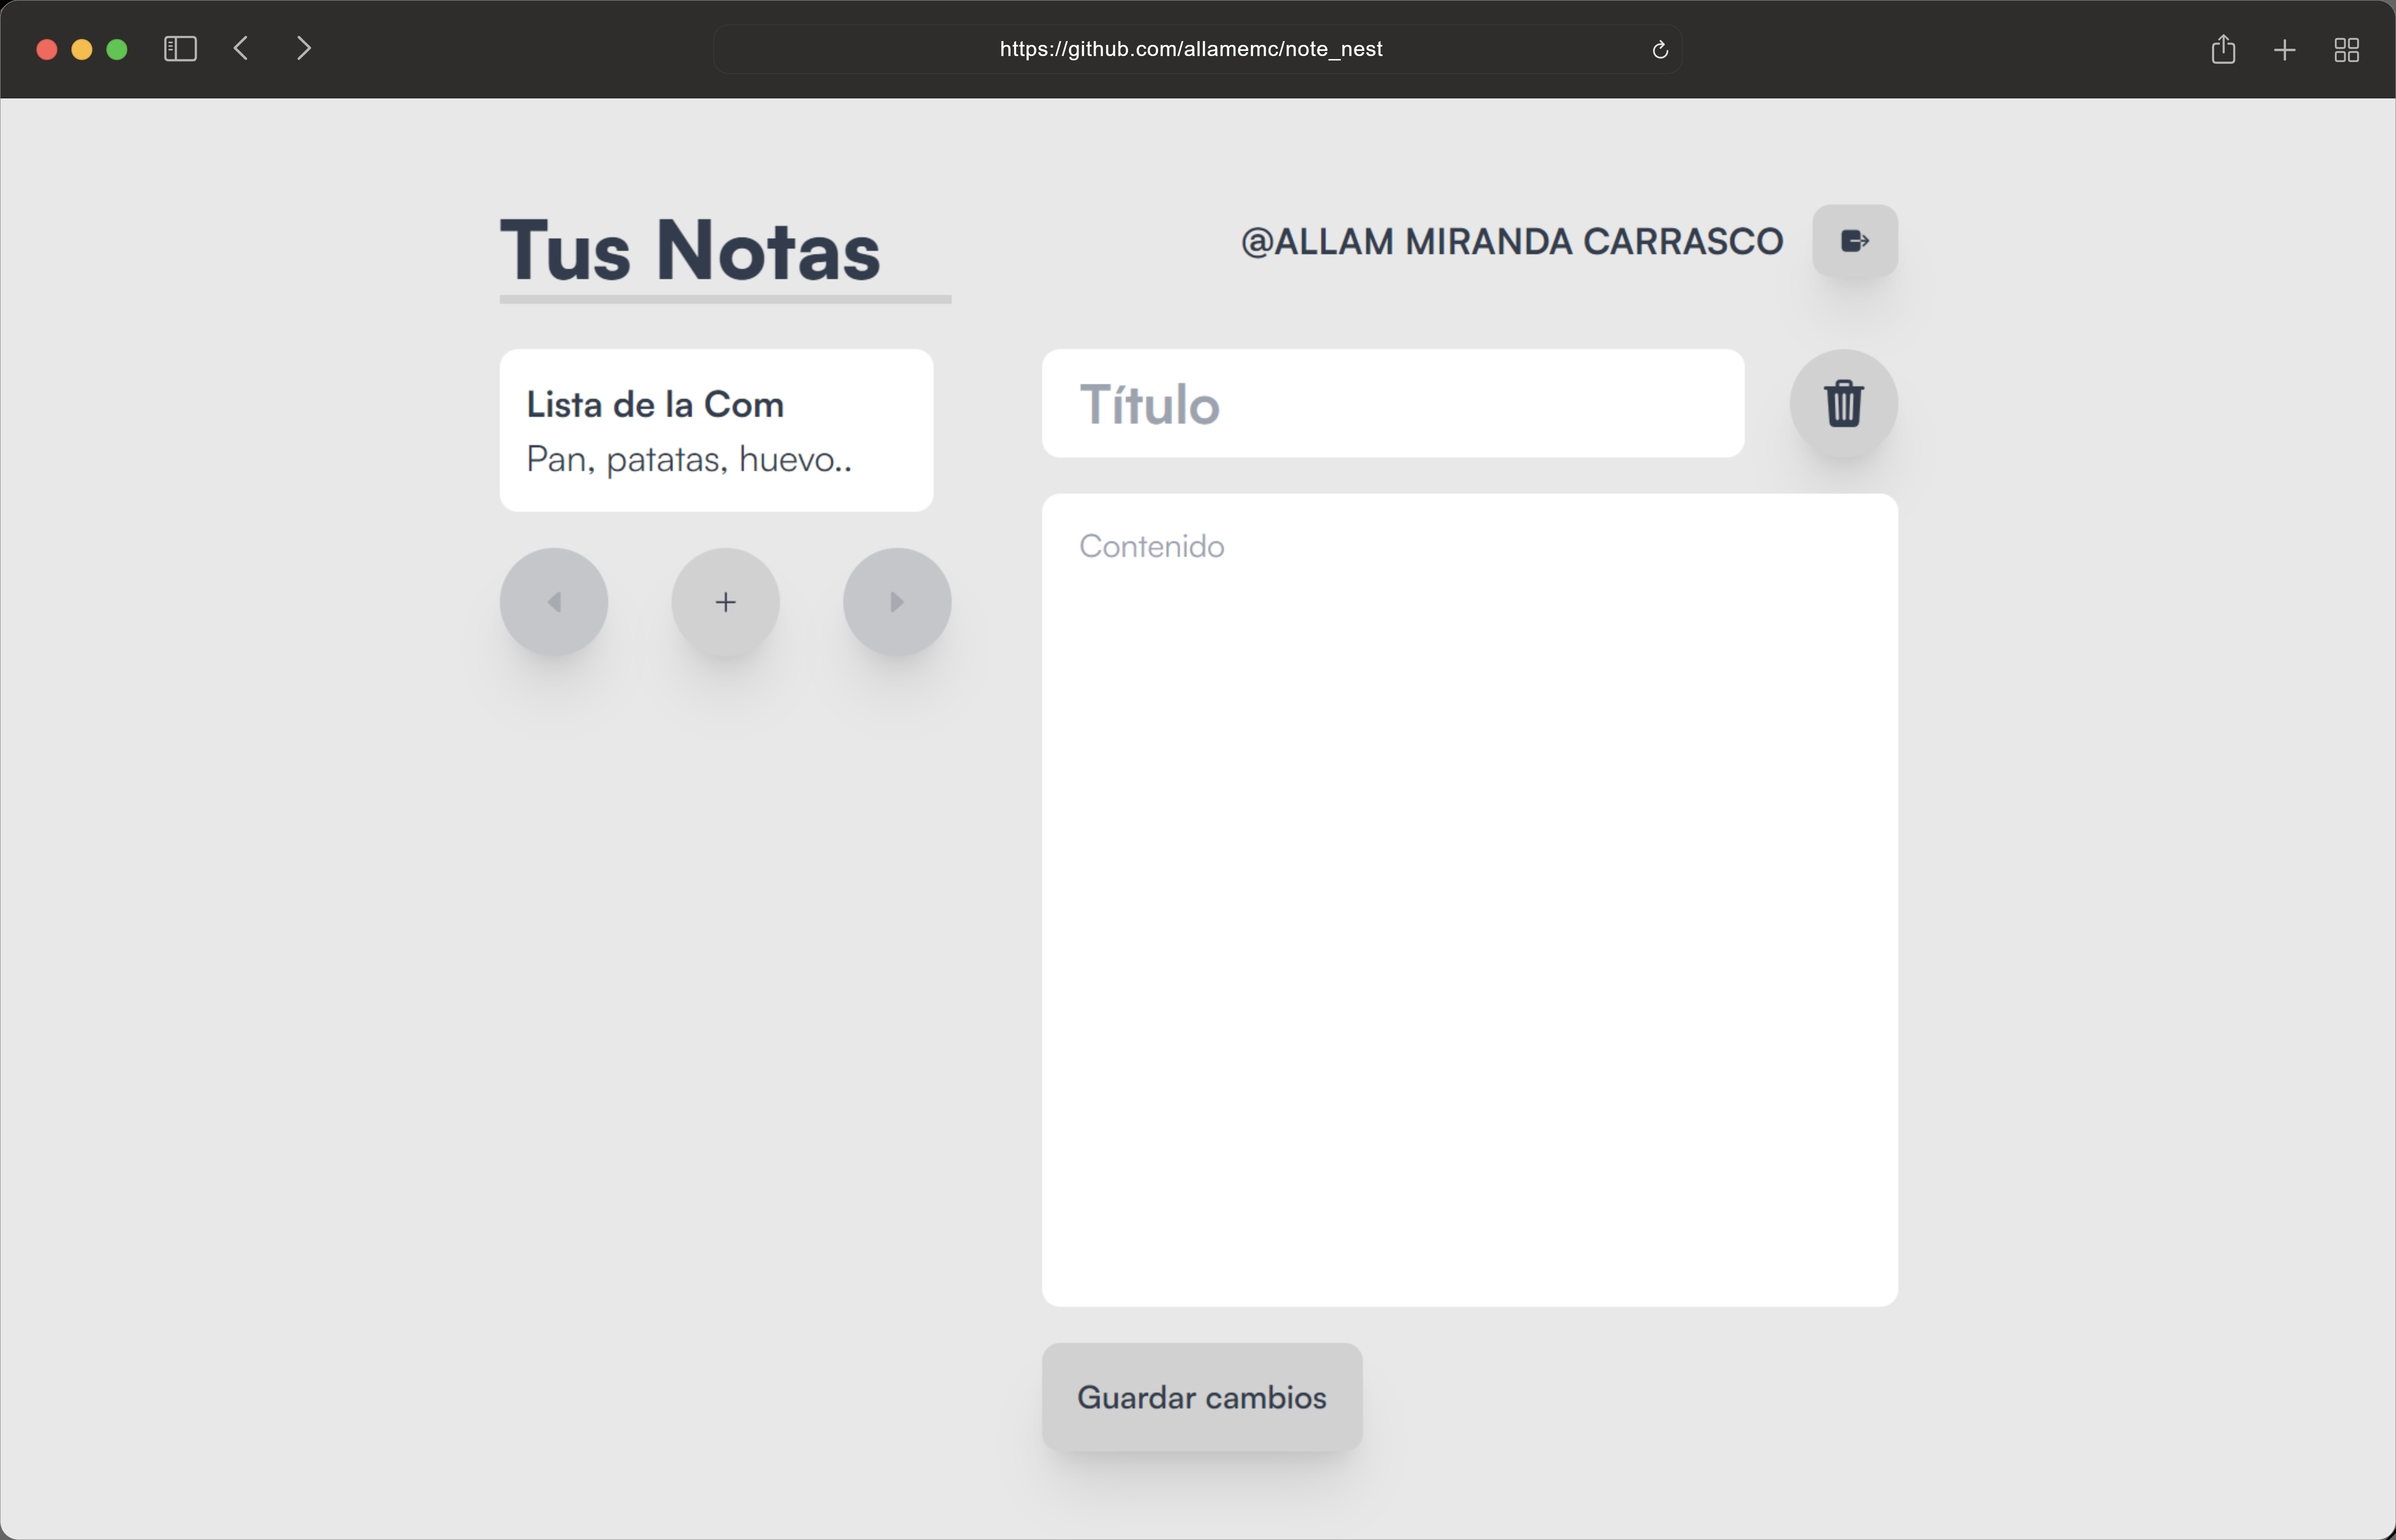 https://github.com/allamemc/note_nest
Tus Notas
@ALLAM MIRANDA CARRASCO
Lista de la Com
Pan, patatas, huevo..
Título
Contenido
Guardar cambios